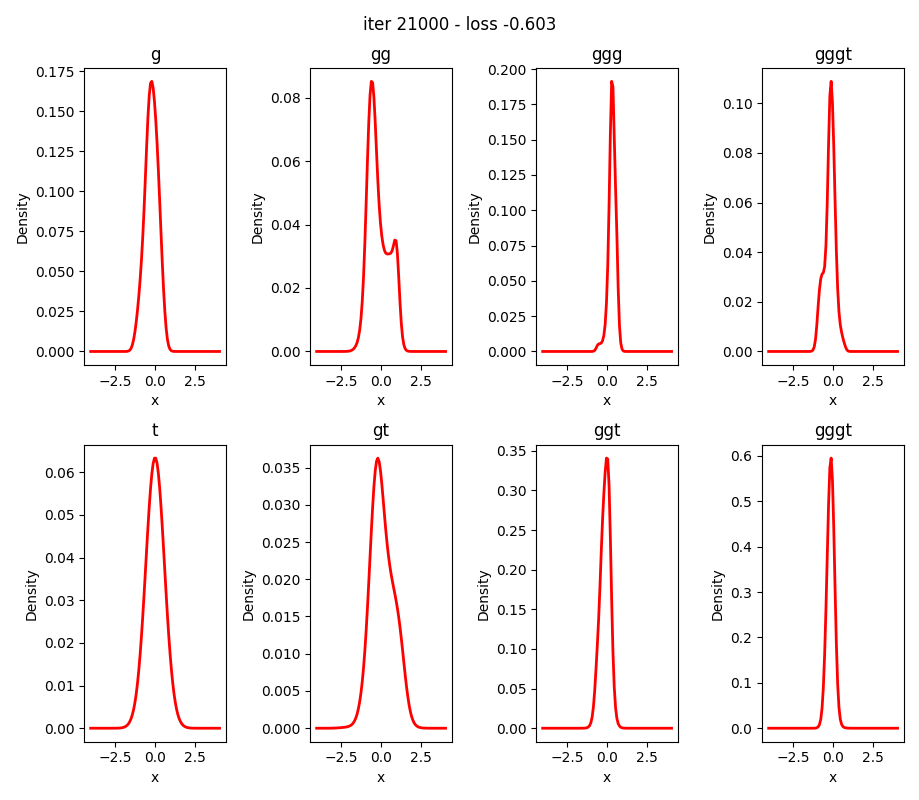 iter 21000 - loss -0.603
g
gg
ggg
gggt
0.175
0.150
0.125
0.100
0.075
0.050
0.025
0.000
Density
−2.5 0.0 2.5
x
0.08
0.06
0.04
0.02
0.00
Density
−2.5 0.0 2.5
x
0.200
0.175
0.150
0.125
0.100
0.075
0.050
0.025
0.000
Density
−2.5 0.0 2.5
x
0.10
0.08
0.06
0.04
0.02
0.00
Density
−2.5 0.0 2.5
x
t
gt
ggt
gggt
0.06
0.05
0.04
0.03
0.02
0.01
0.00
Density
−2.5 0.0 2.5
x
0.035
0.030
0.025
0.020
0.015
0.010
0.005
0.000
Density
−2.5 0.0 2.5
x
0.35
0.30
0.25
0.20
0.15
0.10
0.05
0.00
Density
−2.5 0.0 2.5
x
0.6
0.5
0.4
0.3
0.2
0.1
0.0
Density
−2.5 0.0 2.5
x